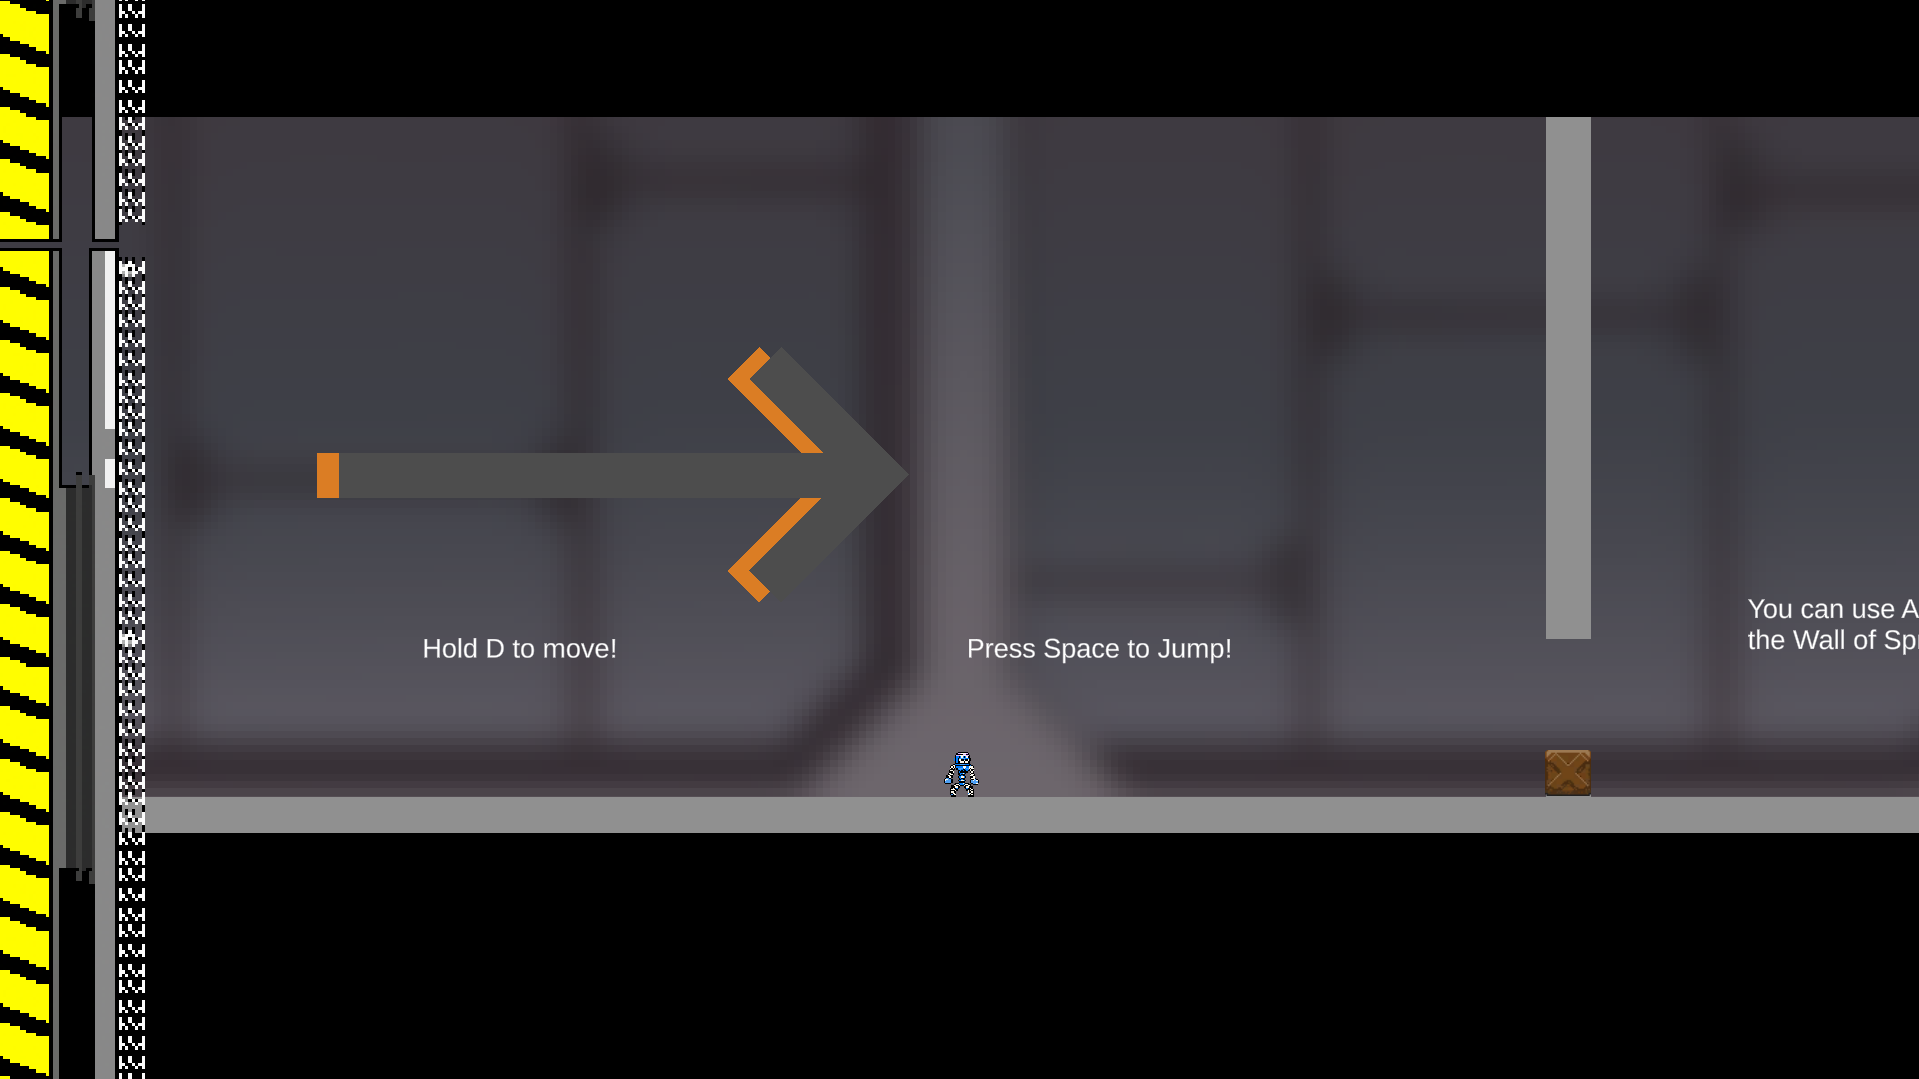 Hold D to move!
Press Space to Jump!
You can use A
the Wall of Sp